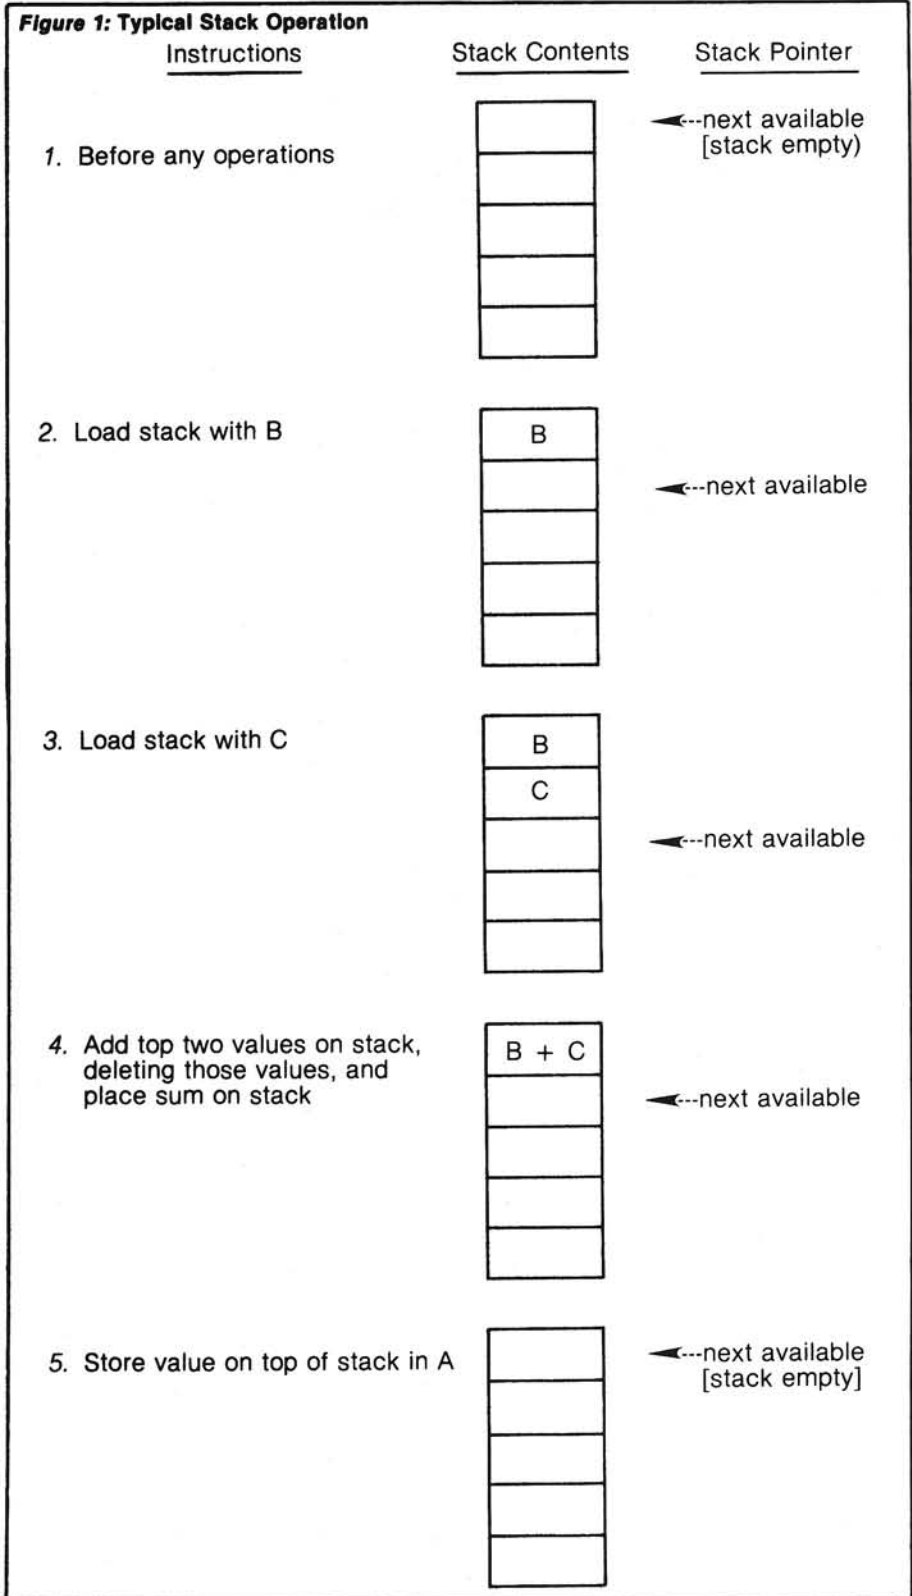 Figure 1: Typical Stack Operation
Instructions Stack Contents Stack Pointer
1. Before any operations
---next available
[stack empty)
2. Load stack with B
B
---next available
3. Load stack with C
B
C
---next available
4. Add top two values on stack,
deleting those values, and
place sum on stack
B + C
---next available
5. Store value on top of stack in A
---next available
[stack empty]